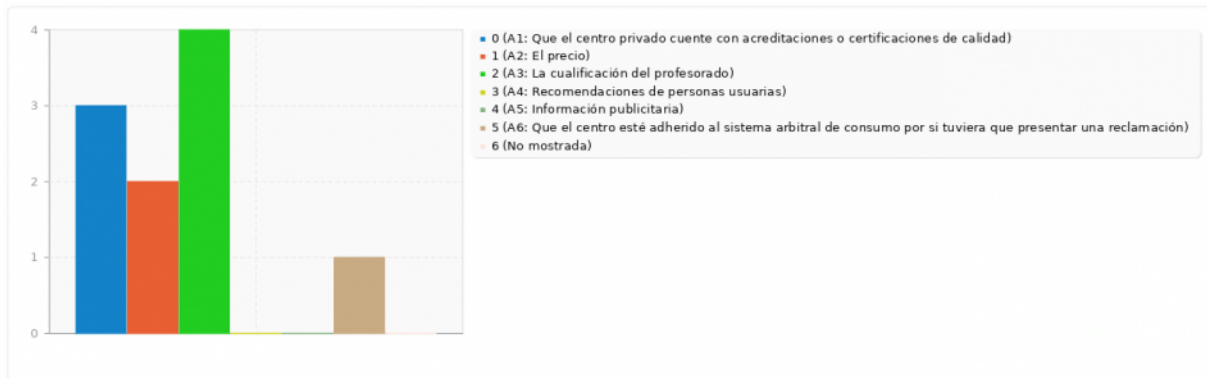 4
3
2
1
0
0 (A1: Que el centro privado cuente con acreditaciones o certificaciones de calidad)
1 (A2: El precio)
2 (A3: La cualificación del profesorado)
3 (A4: Recomendaciones de personas usuarias)
4 (A5: Información publicitaria)
5 (A6: Que el centro esté adherido al sistema arbitral de consumo por si tuviera que presentar una reclamación)
6 (No mostrada)